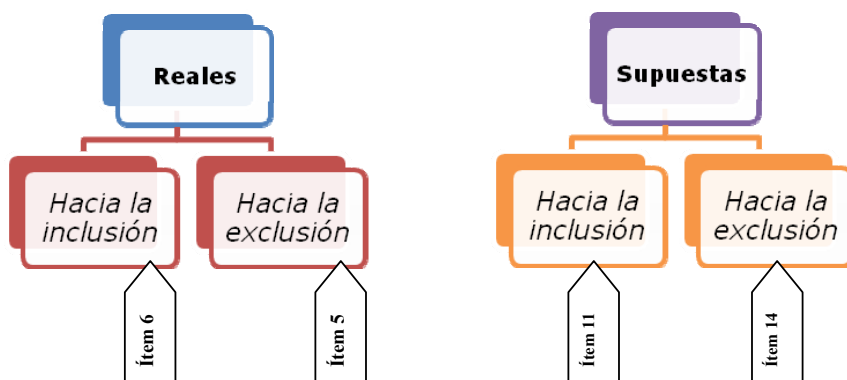 Reales
Supuestas
Hacia la
inclusión
Hacia la
exclusión
Hacia la
inclusión
Hacia la
exclusión
Ítem 6
Ítem 5
Ítem 11
Ítem 14